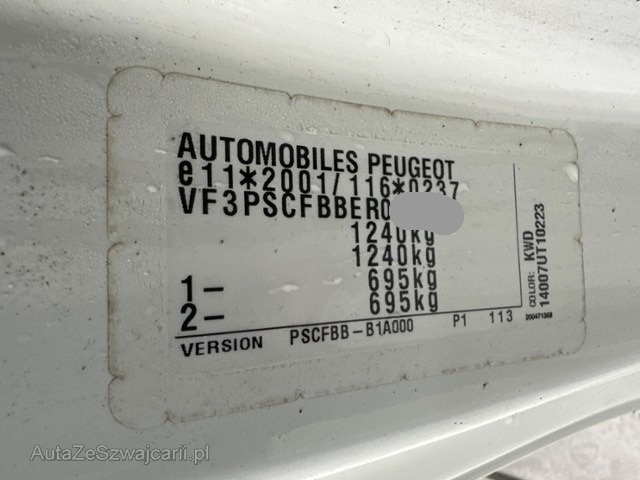 AUTOMOBILES PEUGEOT
e11*2001/116*0237
VF3PSCFBBER0
1240kg
1240kg
1- 695kg
2- 695kg
VERSION PSCFBB-B1A000 P1 113
COLOR: KWD
14007UT10223
200471368
AutaZeSzwajcarii.pl